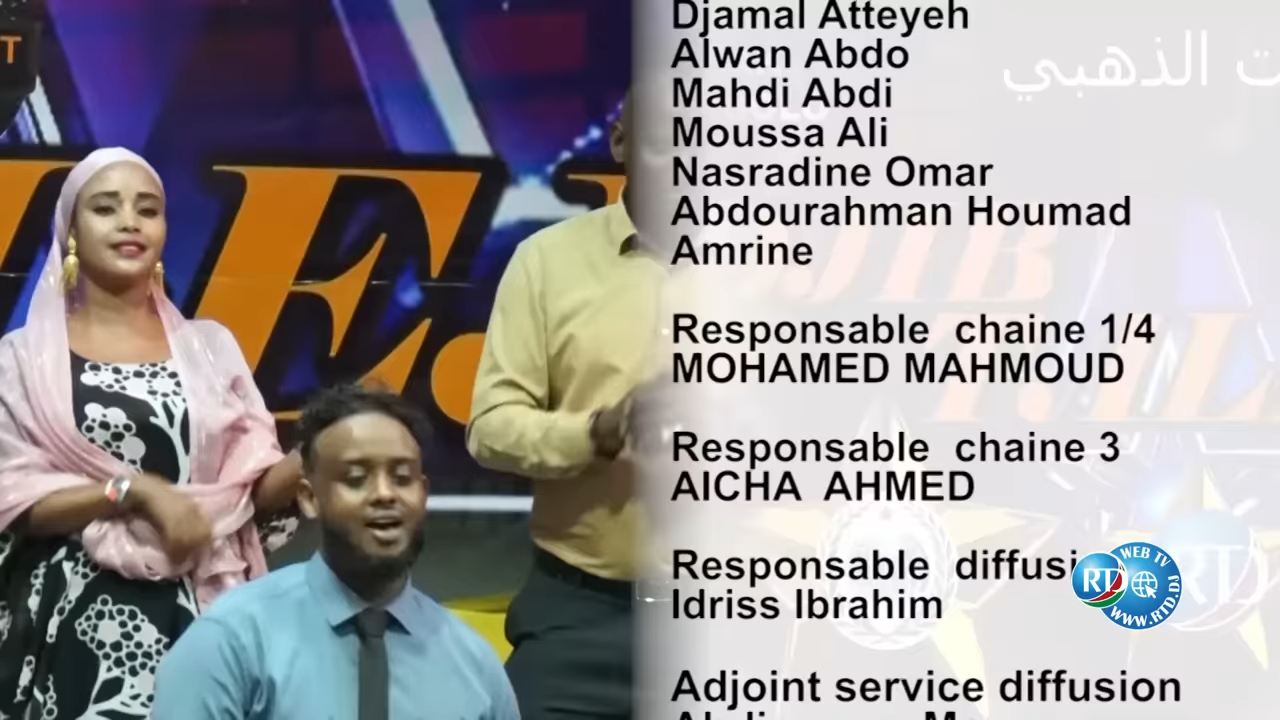 Djamal Atteyeh
Alwan Abdo
Mahdi Abdi
Moussa Ali
Nasradine Omar
Abdourahman Houmad
Amrine
Responsable chaine 1/4
MOHAMED MAHMOUD
Responsable chaine 3
AICHA AHMED
Responsable diffusi
Idriss Ibrahim
Adjoint service diffusion
الذهبي
WEB TV
RTD
WWW.RTD.DJ